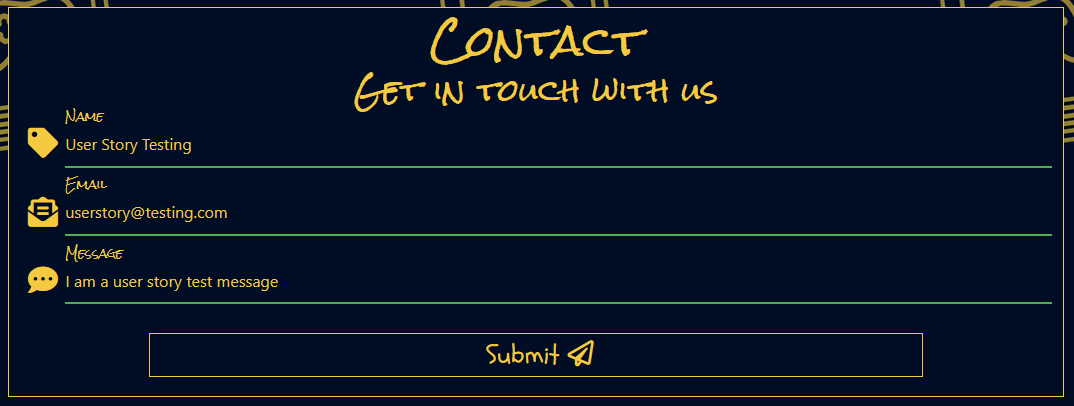 Contact
Get in touch with us
Name
User Story Testing
Email
userstory@testing.com
Message
I am a user story test message
Submit